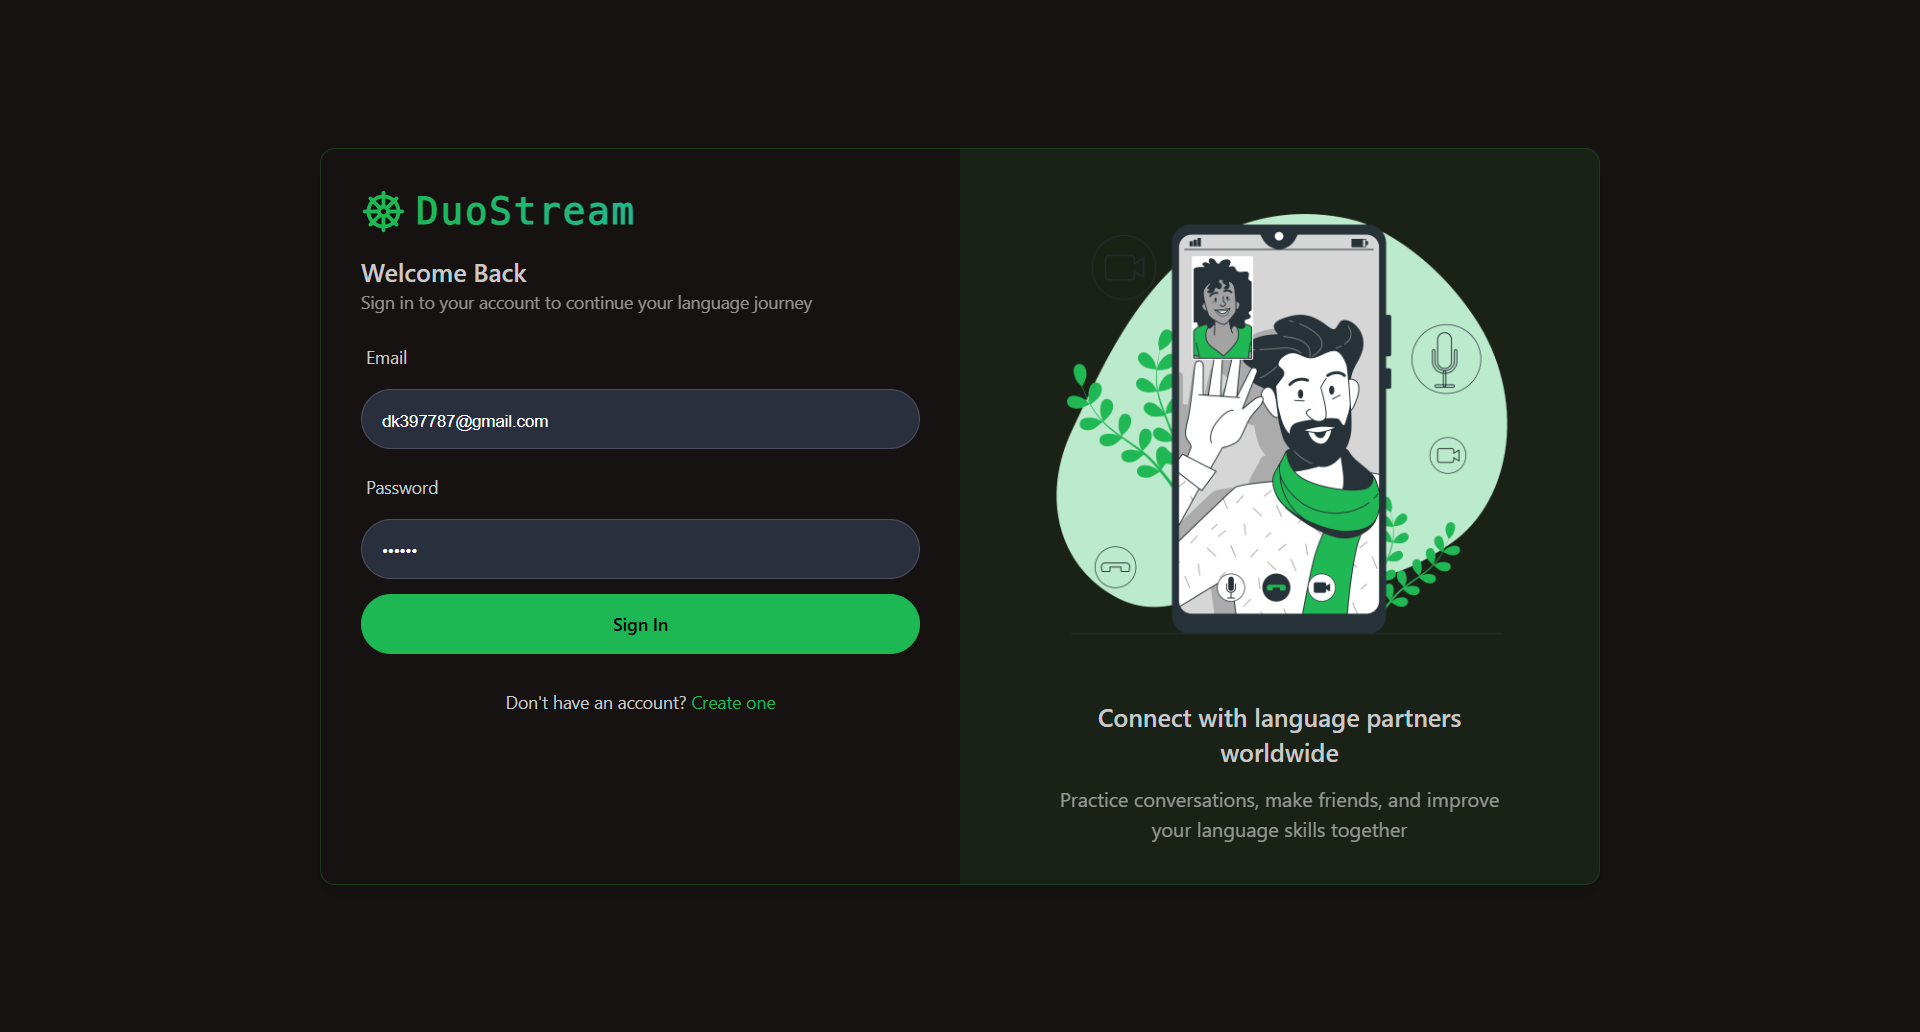 DuoStream
Welcome Back
Sign in to your account to continue your language journey
Email
dk397787@gmail.com
Password
••••••
Sign In
Don't have an account? Create one
Connect with language partners
worldwide
Practice conversations, make friends, and improve
your language skills together